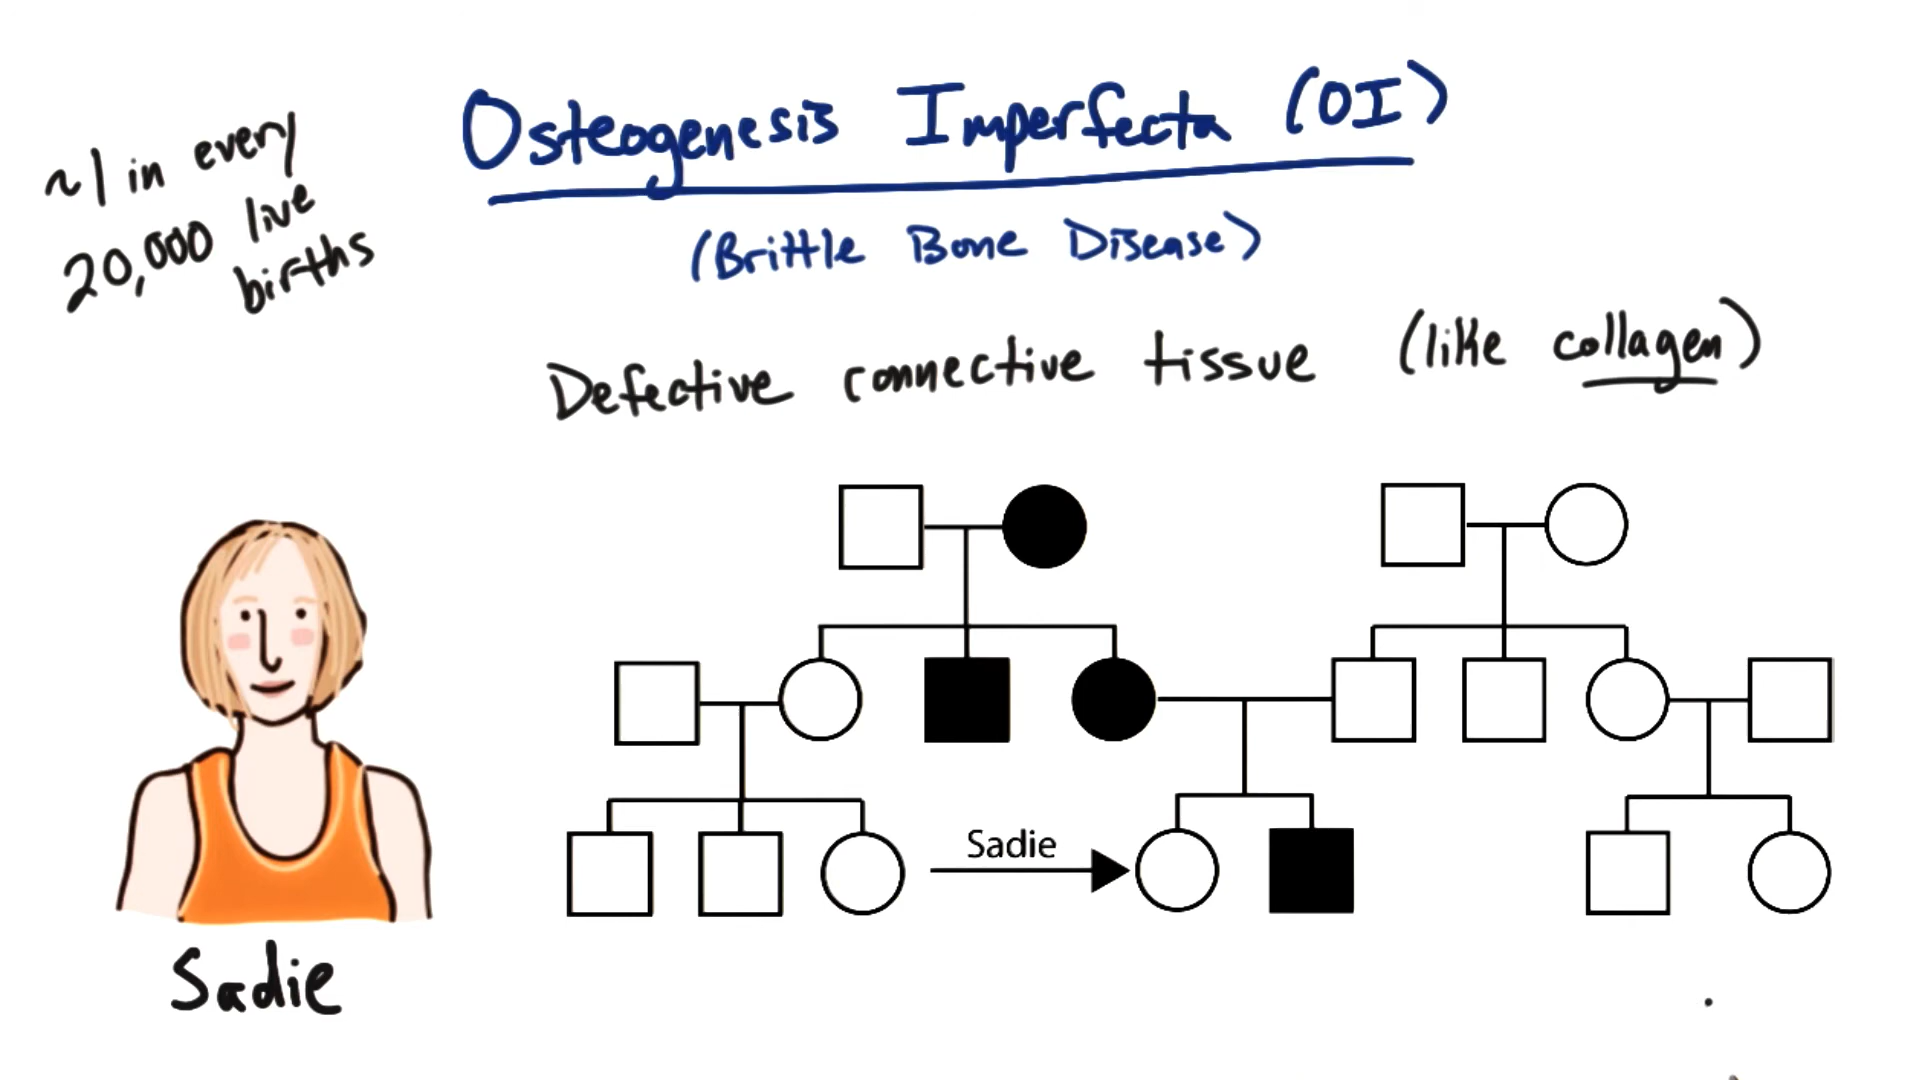 Osteogenesis Imperfecta (OI)
(Brittle Bone Disease)
~1 in every
20,000 live
births
Defective connective tissue (like collagen)
Sadie
Sadie